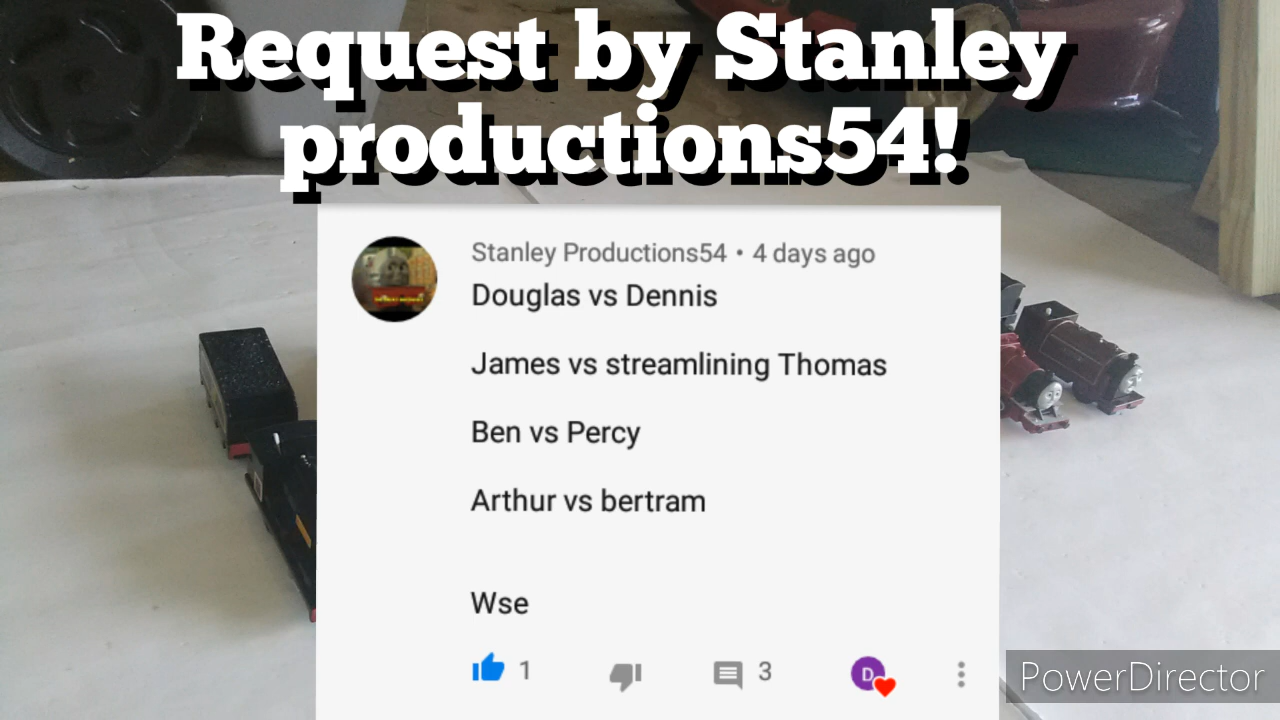 Request by Stanley
productions54!
Stanley Productions54 • 4 days ago
Douglas vs Dennis
James vs streamlining Thomas
Ben vs Percy
Arthur vs bertram
Wse
1
3
D
PowerDirector